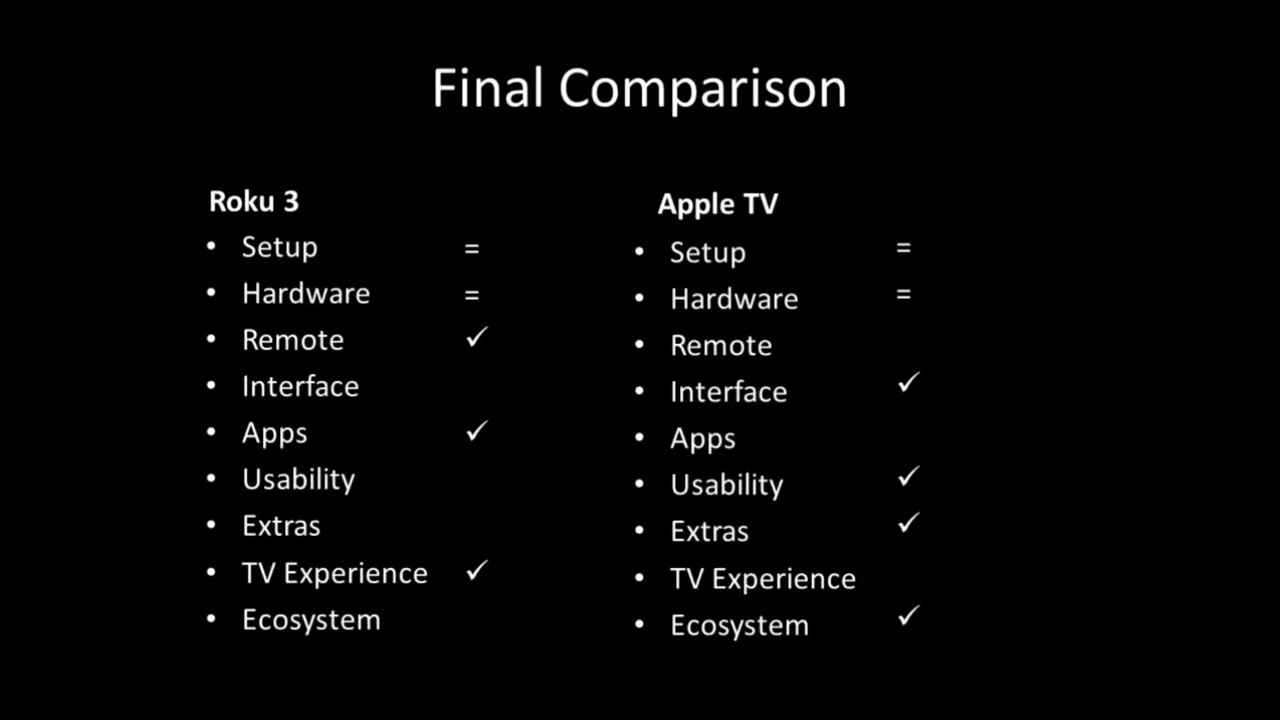 Final Comparison
Roku 3
• Setup =
• Hardware =
• Remote ✓
• Interface
• Apps ✓
• Usability
• Extras
• TV Experience ✓
• Ecosystem
Apple TV
• Setup =
• Hardware =
• Remote
• Interface ✓
• Apps
• Usability ✓
• Extras ✓
• TV Experience
• Ecosystem ✓